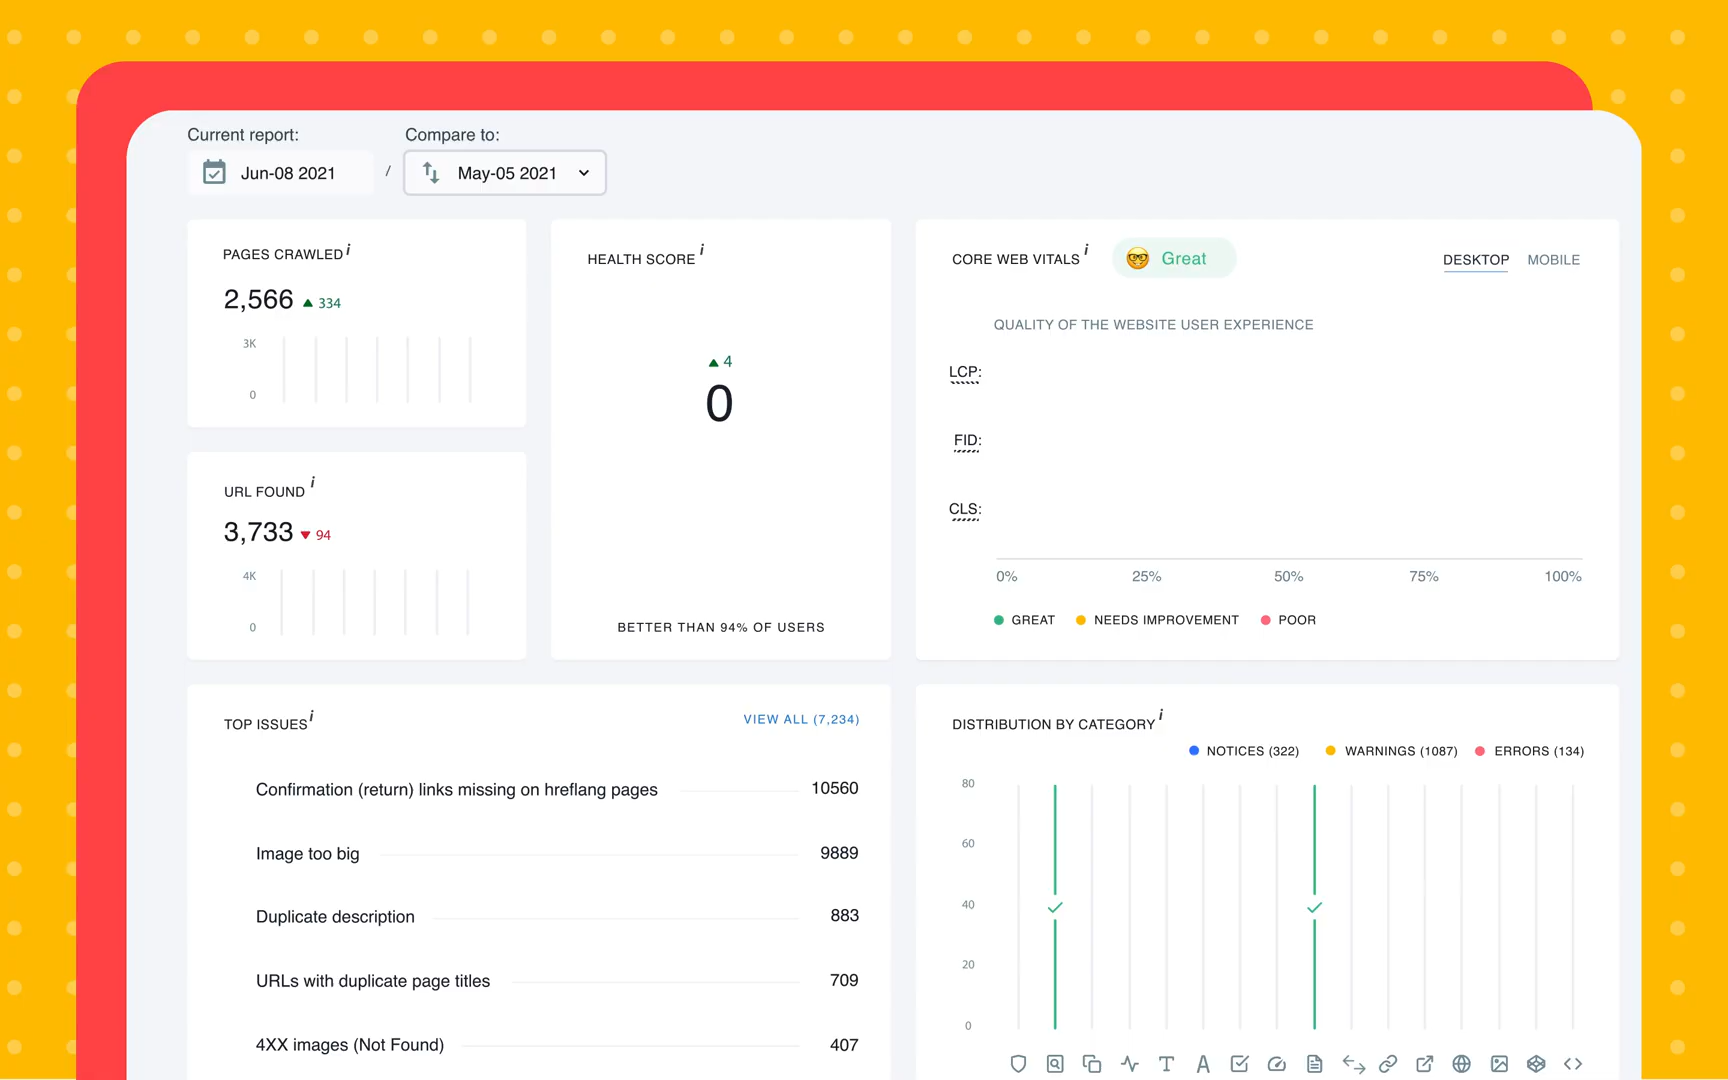 Current report:
Compare to:
Jun-08 2021
/
May-05 2021
PAGES CRAWLED i
2,566 ▲ 334
3K
0
HEALTH SCORE i
▲ 4
0
BETTER THAN 94% OF USERS
CORE WEB VITALS i
Great
DESKTOP
MOBILE
QUALITY OF THE WEBSITE USER EXPERIENCE
LCP:
FID:
CLS:
0% 25% 50% 75% 100%
GREAT NEEDS IMPROVEMENT POOR
URL FOUND i
3,733 ▼ 94
4K
0
TOP ISSUES i
VIEW ALL (7,234)
Confirmation (return) links missing on hreflang pages 10560
Image too big 9889
Duplicate description 883
URLs with duplicate page titles 709
4XX images (Not Found) 407
DISTRIBUTION BY CATEGORY i
NOTICES (322) WARNINGS (1087) ERRORS (134)
80
60
40
20
0